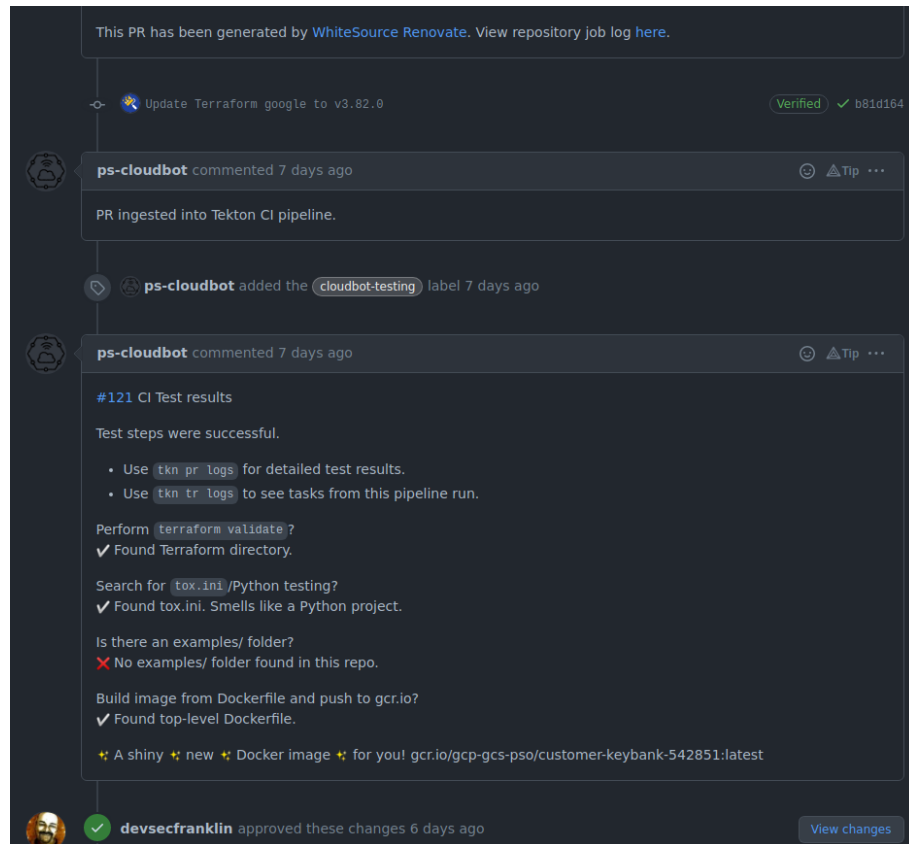 This PR has been generated by WhiteSource Renovate. View repository job log here.
Update Terraform google to v3.82.0 Verified ✓ b81d164
ps-cloudbot commented 7 days ago Tip ···
PR ingested into Tekton CI pipeline.
ps-cloudbot added the cloudbot-testing label 7 days ago
ps-cloudbot commented 7 days ago Tip ···
#121 CI Test results
Test steps were successful.
• Use tkn pr logs for detailed test results.
• Use tkn tr logs to see tasks from this pipeline run.
Perform terraform validate ?
✔ Found Terraform directory.
Search for tox.ini /Python testing?
✔ Found tox.ini. Smells like a Python project.
Is there an examples/ folder?
❌ No examples/ folder found in this repo.
Build image from Dockerfile and push to gcr.io?
✔ Found top-level Dockerfile.
✨ A shiny ✨ new ✨ Docker image ✨ for you! gcr.io/gcp-gcs-pso/customer-keybank-542851:latest
devsecfranklin approved these changes 6 days ago View changes